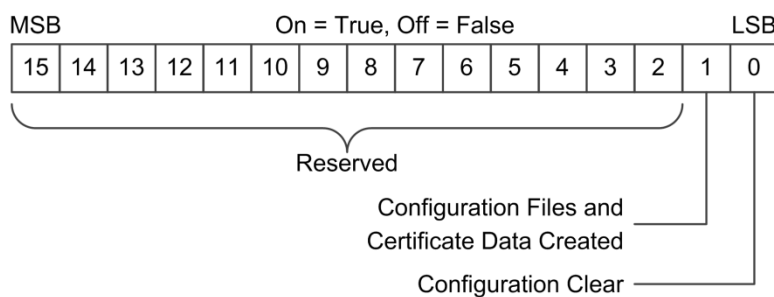 MSB On = True, Off = False LSB
15 14 13 12 11 10 9 8 7 6 5 4 3 2 1 0
Reserved
Configuration Files and
Certificate Data Created
Configuration Clear